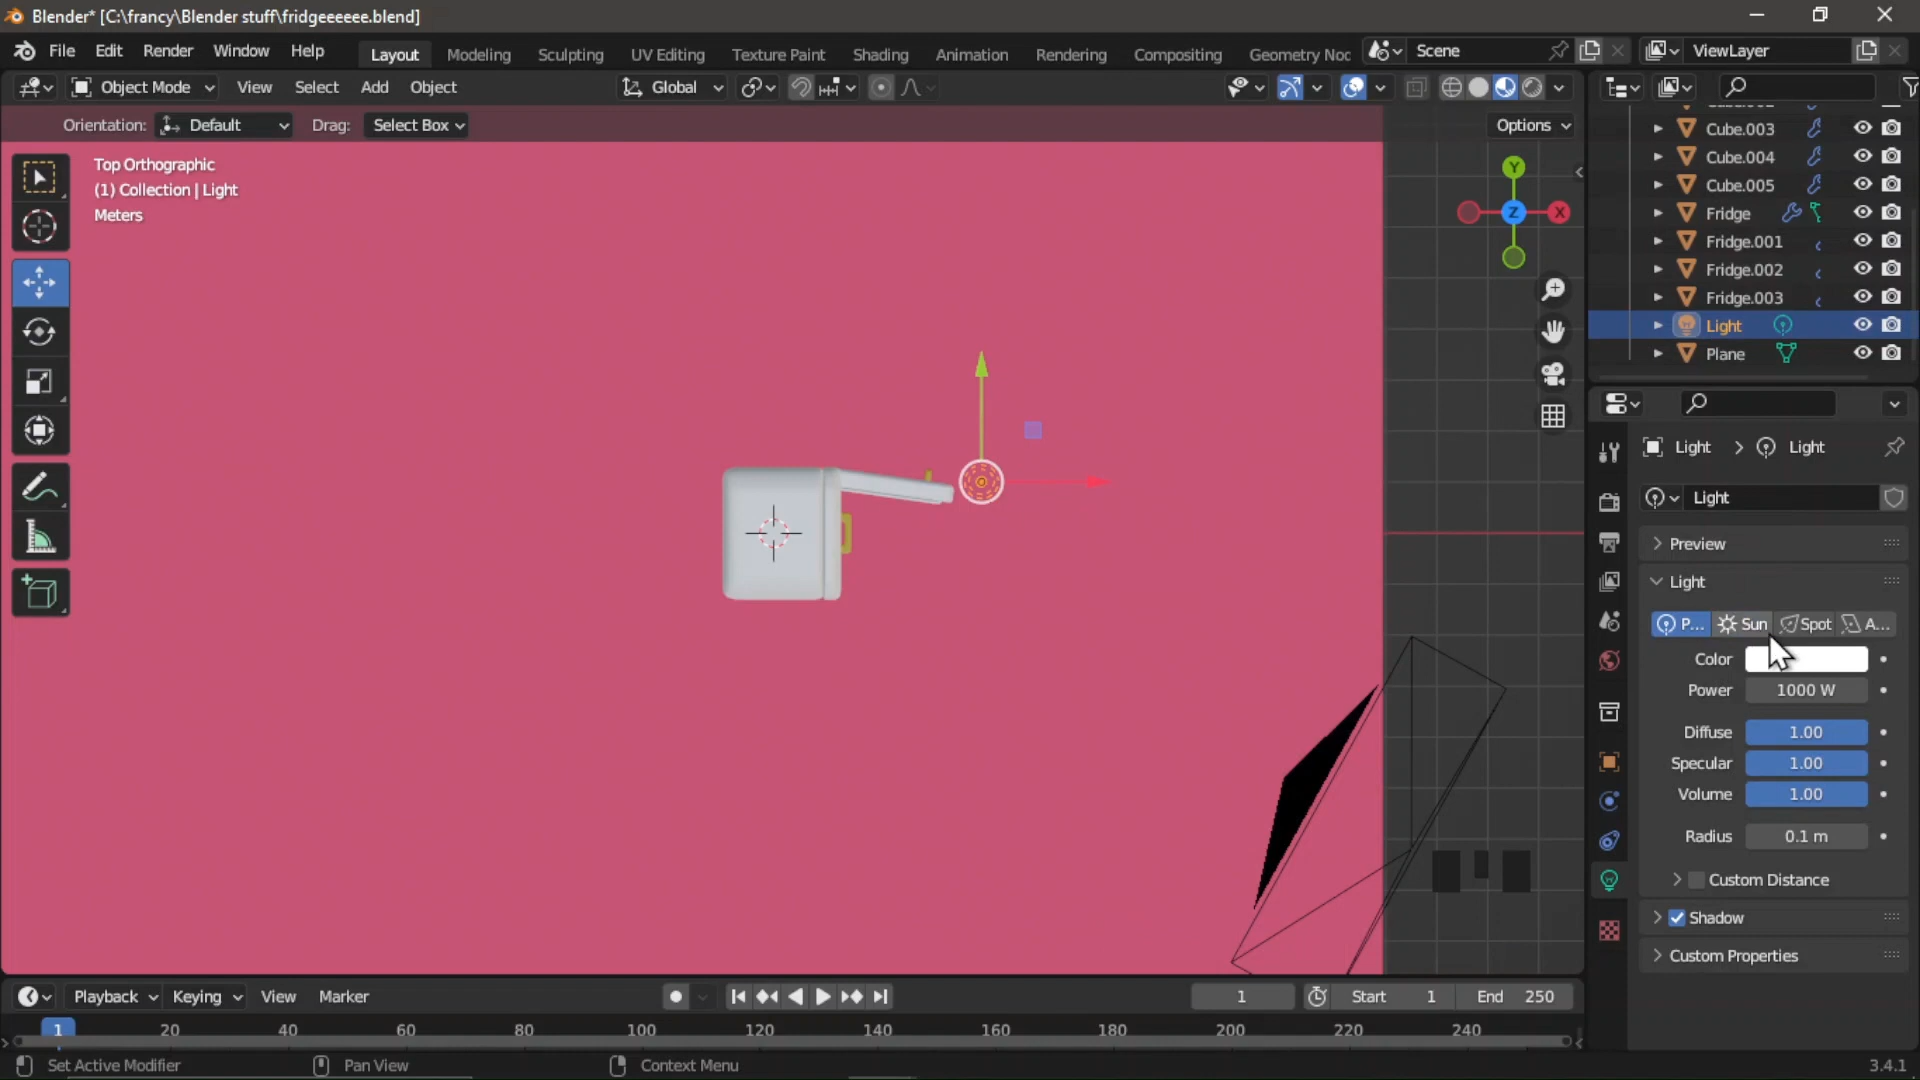 Blender* [C:\francy\Blender stuff\fridgeeeeee.blend]
File Edit Render Window Help Layout Modeling Sculpting UV Editing Texture Paint Shading Animation Rendering Compositing Geometry Noc Scene ViewLayer
Object Mode View Select Add Object Global
Orientation: Default Drag: Select Box Options
Top Orthographic
(1) Collection | Light
Meters
Y
X
Z
Cube.003
Cube.004
Cube.005
Fridge
Fridge.001
Fridge.002
Fridge.003
Light
Plane
Light > Light
Light
Preview
Light
P... Sun Spot A...
Color
Power 1000 W
Diffuse 1.00
Specular 1.00
Volume 1.00
Radius 0.1 m
Custom Distance
Shadow
Custom Properties
Playback Keying View Marker 1 Start 1 End 250
1 20 40 60 80 100 120 140 160 180 200 220 240
Set Active Modifier Pan View Context Menu 3.4.1